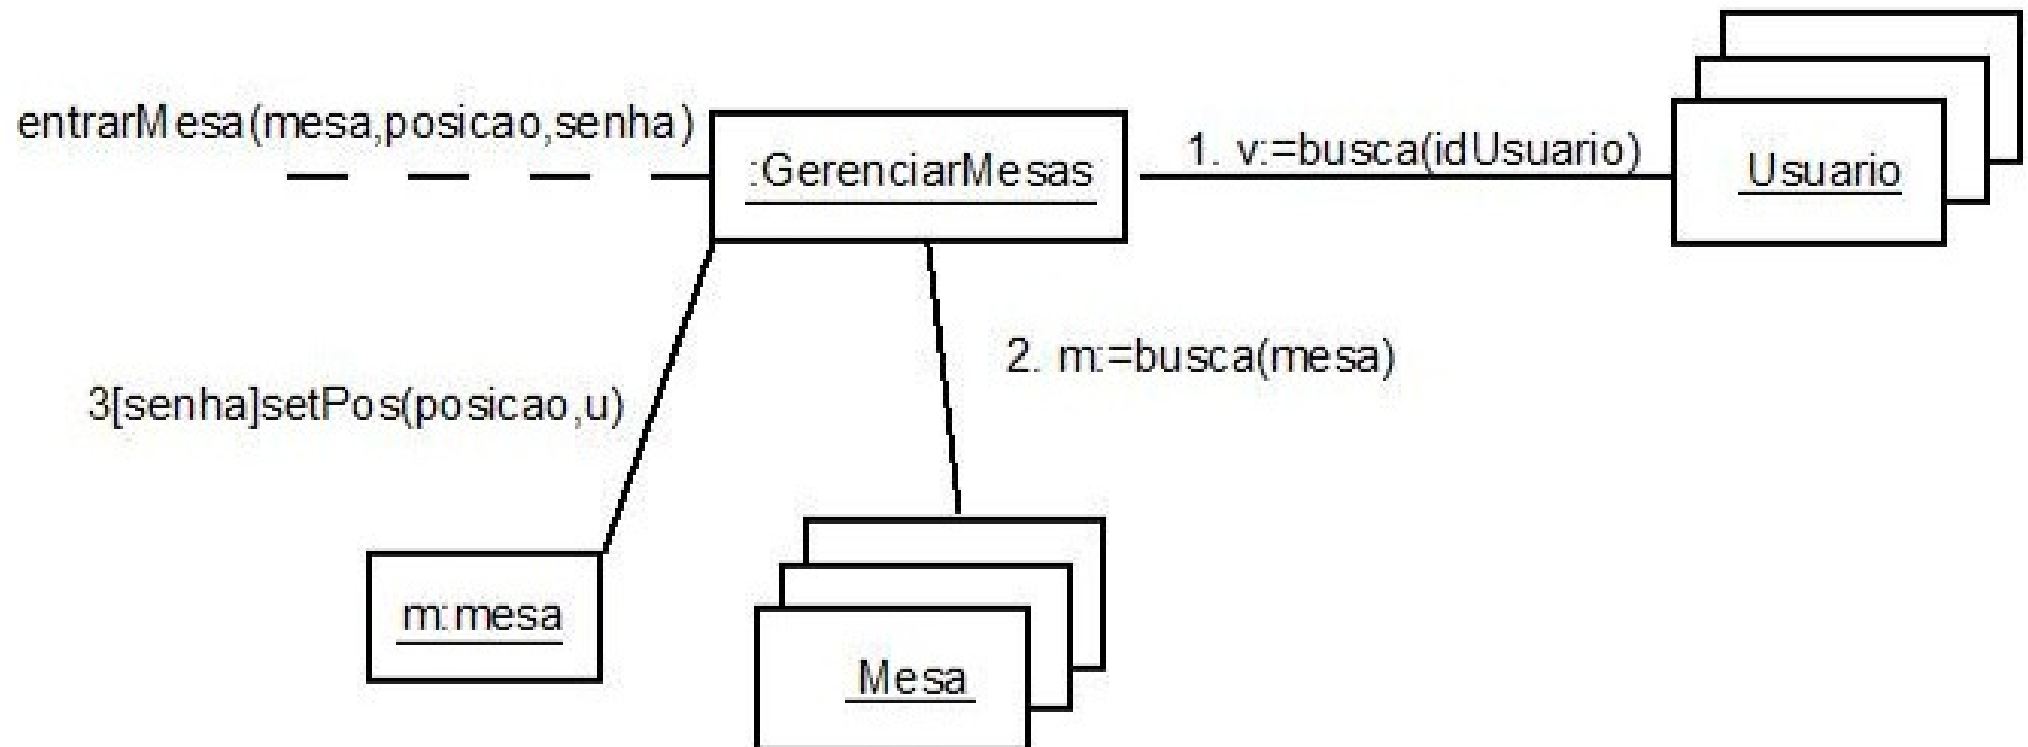 entrarMesa(mesa,posicao,senha)
:GerenciarMesas
1. v:=busca(idUsuario)
Usuario
2. m:=busca(mesa)
3[senha]setPos(posicao,u)
m:mesa
Mesa